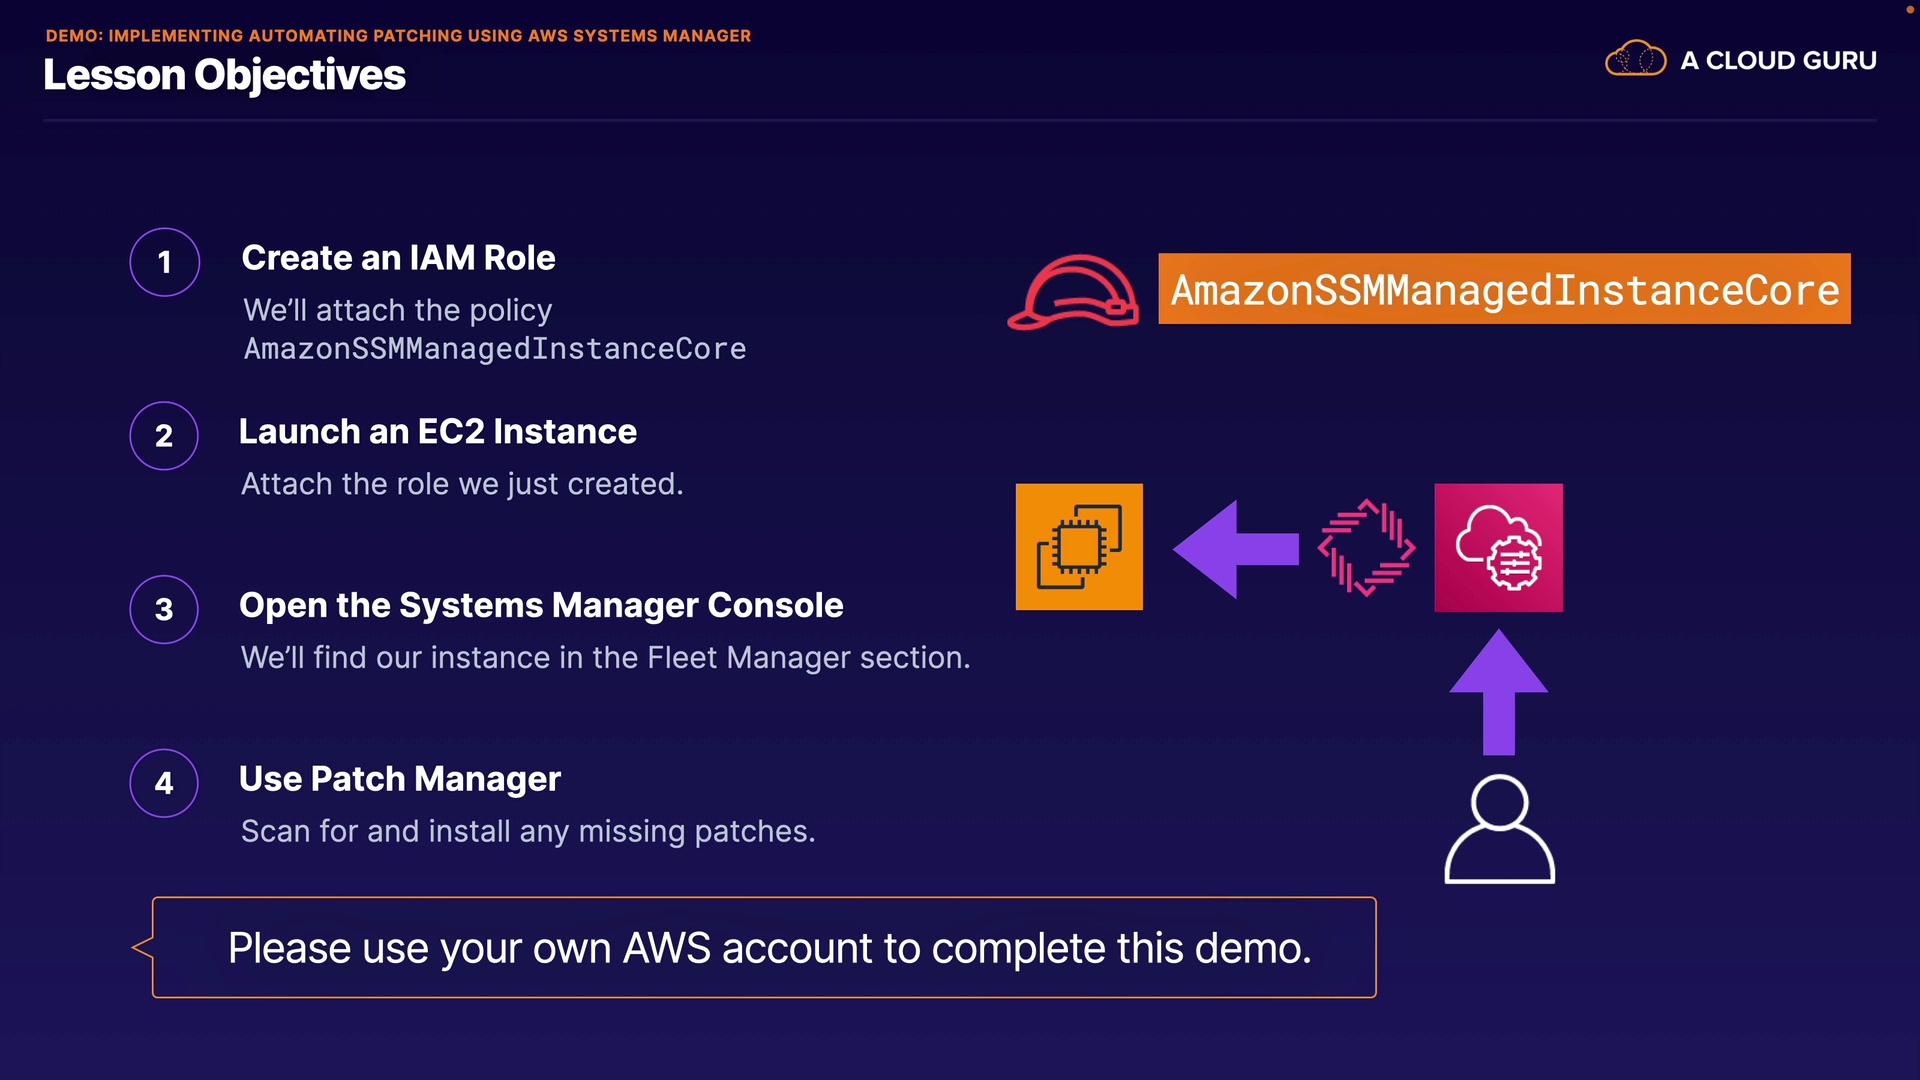 DEMO: IMPLEMENTING AUTOMATING PATCHING USING AWS SYSTEMS MANAGER
Lesson Objectives
A CLOUD GURU
1
Create an IAM Role
We’ll attach the policy
AmazonSSMManagedInstanceCore
AmazonSSMManagedInstanceCore
2
Launch an EC2 Instance
Attach the role we just created.
3
Open the Systems Manager Console
We’ll find our instance in the Fleet Manager section.
4
Use Patch Manager
Scan for and install any missing patches.
Please use your own AWS account to complete this demo.